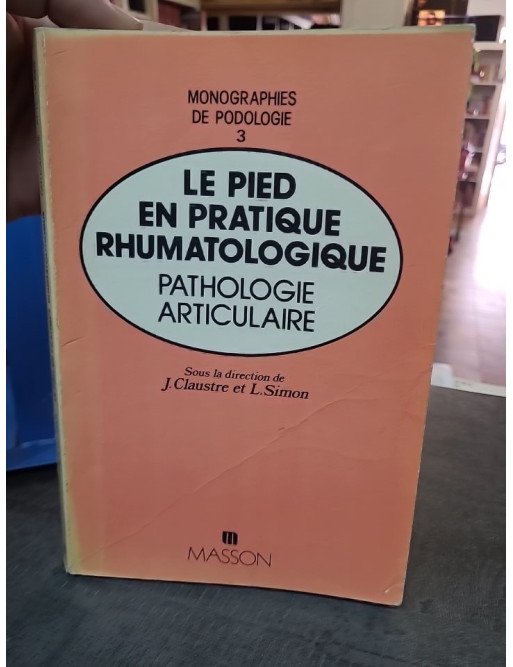 MONOGRAPHIES
DE PODOLOGIE
3
LE PIED
EN PRATIQUE
RHUMATOLOGIQUE
PATHOLOGIE
ARTICULAIRE
Sous la direction de
J.Claustre et L.Simon
m
MASSON